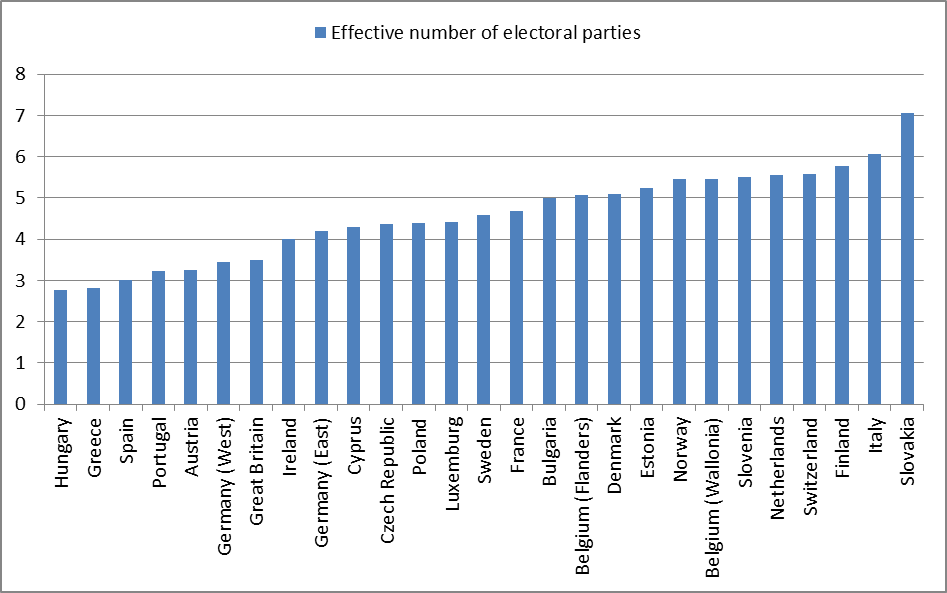 Effective number of electoral parties
8
7
6
5
4
3
2
1
0
Hungary
Greece
Spain
Portugal
Austria
Germany (West)
Great Britain
Ireland
Germany (East)
Cyprus
Czech Republic
Poland
Luxemburg
Sweden
France
Bulgaria
Belgium (Flanders)
Denmark
Estonia
Norway
Belgium (Wallonia)
Slovenia
Netherlands
Switzerland
Finland
Italy
Slovakia